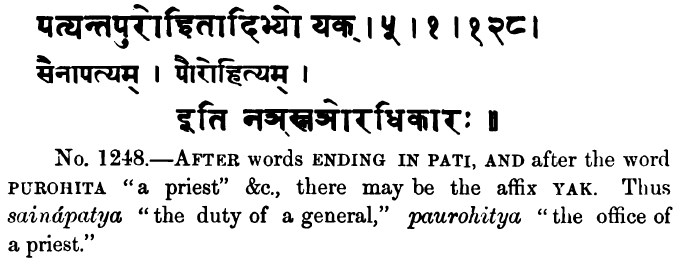 पत्यन्तपुरोहितादिभ्यो यक् । ५ । १ । १२८ ।
सैनापत्यम् । पौरोहित्यम् ।
इति नञ्स्नञोरधिकारः ॥
No. 1248.—AFTER words ENDING IN PATI, AND after the word
PUROHITA “a priest” &c., there may be the affix YAK. Thus
sainápatya “the duty of a general,” paurohitya “the office of
a priest.”